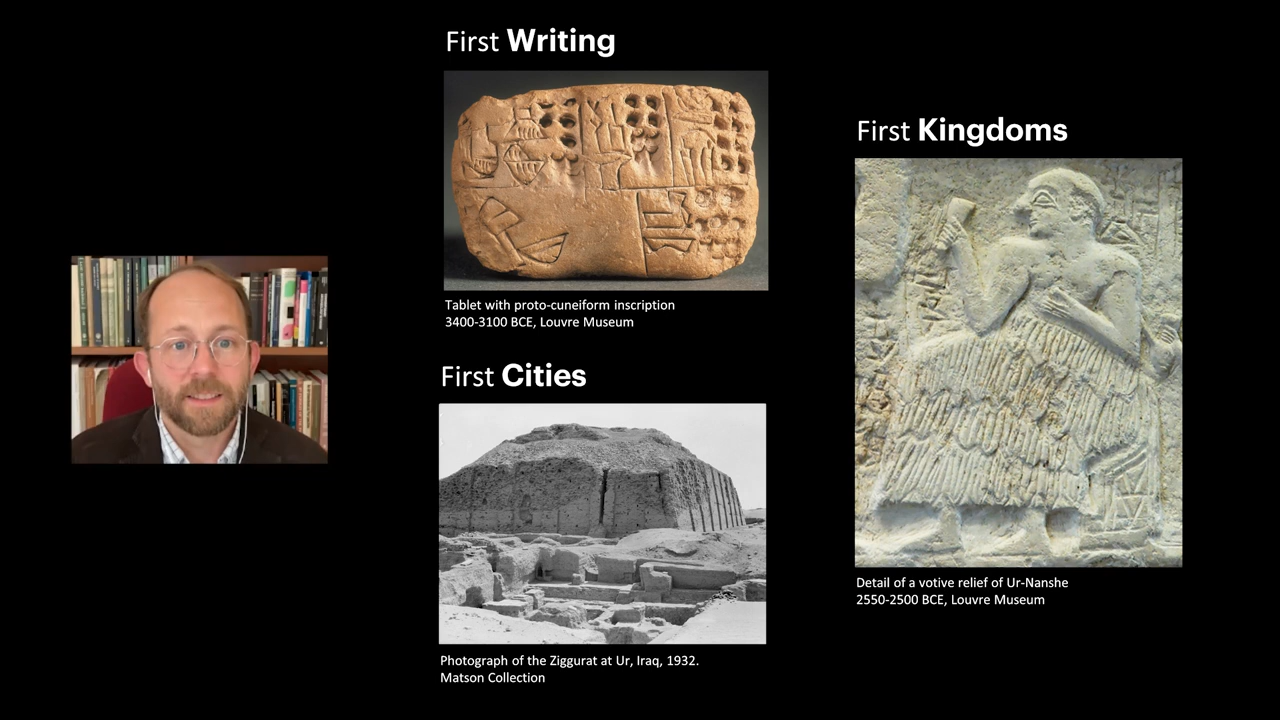 First Writing
Tablet with proto-cuneiform inscription
3400-3100 BCE, Louvre Museum
First Cities
Photograph of the Ziggurat at Ur, Iraq, 1932.
Matson Collection
First Kingdoms
Detail of a votive relief of Ur-Nanshe
2550-2500 BCE, Louvre Museum